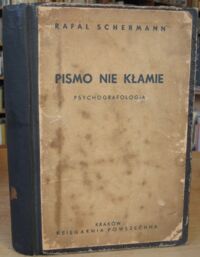 RAFAŁ SCHERMANN
PISMO NIE KŁAMIE
PSYCHOGRAFOLOGIA
KRAKÓW
KSIĘGARNIA POWSZECHNA